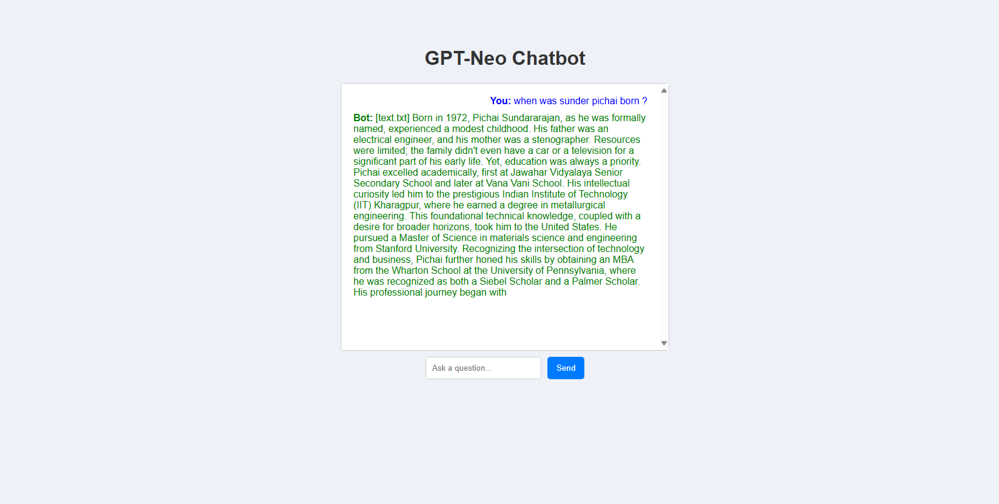 GPT-Neo Chatbot
You: when was sunder pichai born ?
Bot: [text.txt] Born in 1972, Pichai Sundararajan, as he was formally
named, experienced a modest childhood. His father was an
electrical engineer, and his mother was a stenographer. Resources
were limited; the family didn't even have a car or a television for a
significant part of his early life. Yet, education was always a priority.
Pichai excelled academically, first at Jawahar Vidyalaya Senior
Secondary School and later at Vana Vani School. His intellectual
curiosity led him to the prestigious Indian Institute of Technology
(IIT) Kharagpur, where he earned a degree in metallurgical
engineering. This foundational technical knowledge, coupled with a
desire for broader horizons, took him to the United States. He
pursued a Master of Science in materials science and engineering
from Stanford University. Recognizing the intersection of technology
and business, Pichai further honed his skills by obtaining an MBA
from the Wharton School at the University of Pennsylvania, where
he was recognized as both a Siebel Scholar and a Palmer Scholar.
His professional journey began with
Ask a question... Send